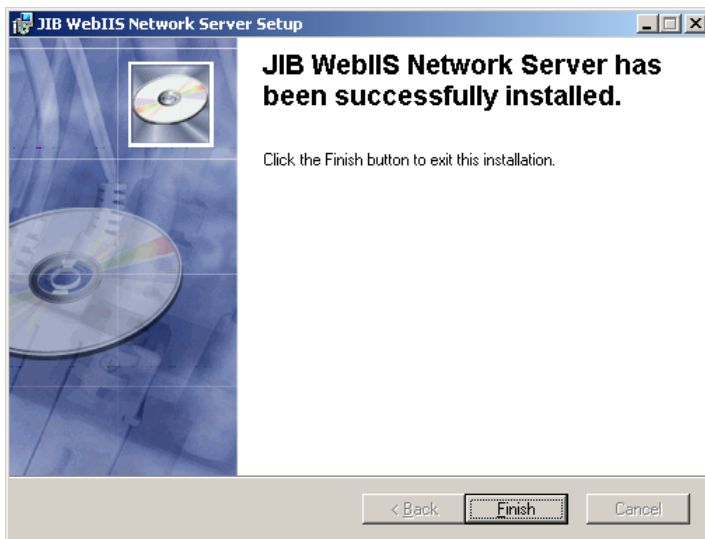 JIB WebIIS Network Server Setup
JIB WebIIS Network Server has
been successfully installed.
Click the Finish button to exit this installation.
< Back
Finish
Cancel